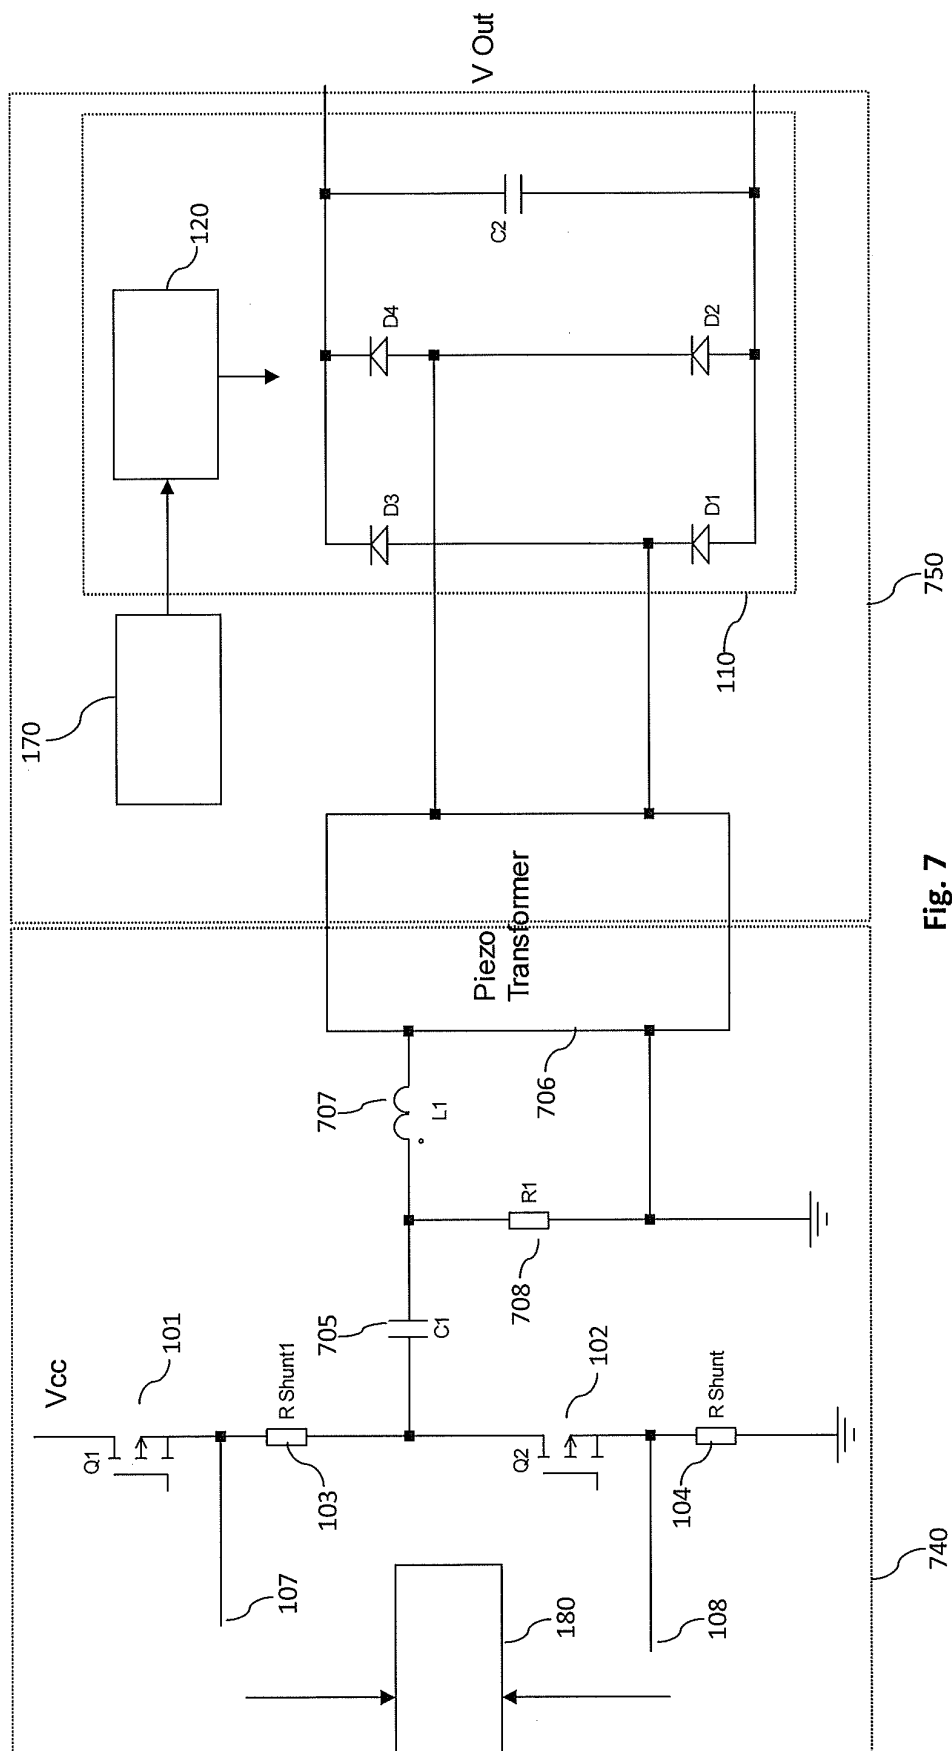 Vcc
101
Q1
R Shunt1
103
107
180
705
C1
102
Q2
R Shunt
104
108
740
707
L1
R1
708
706
Piezo
Transformer
170
120
D3
D4
D1
D2
C2
V Out
110
750
Fig. 7